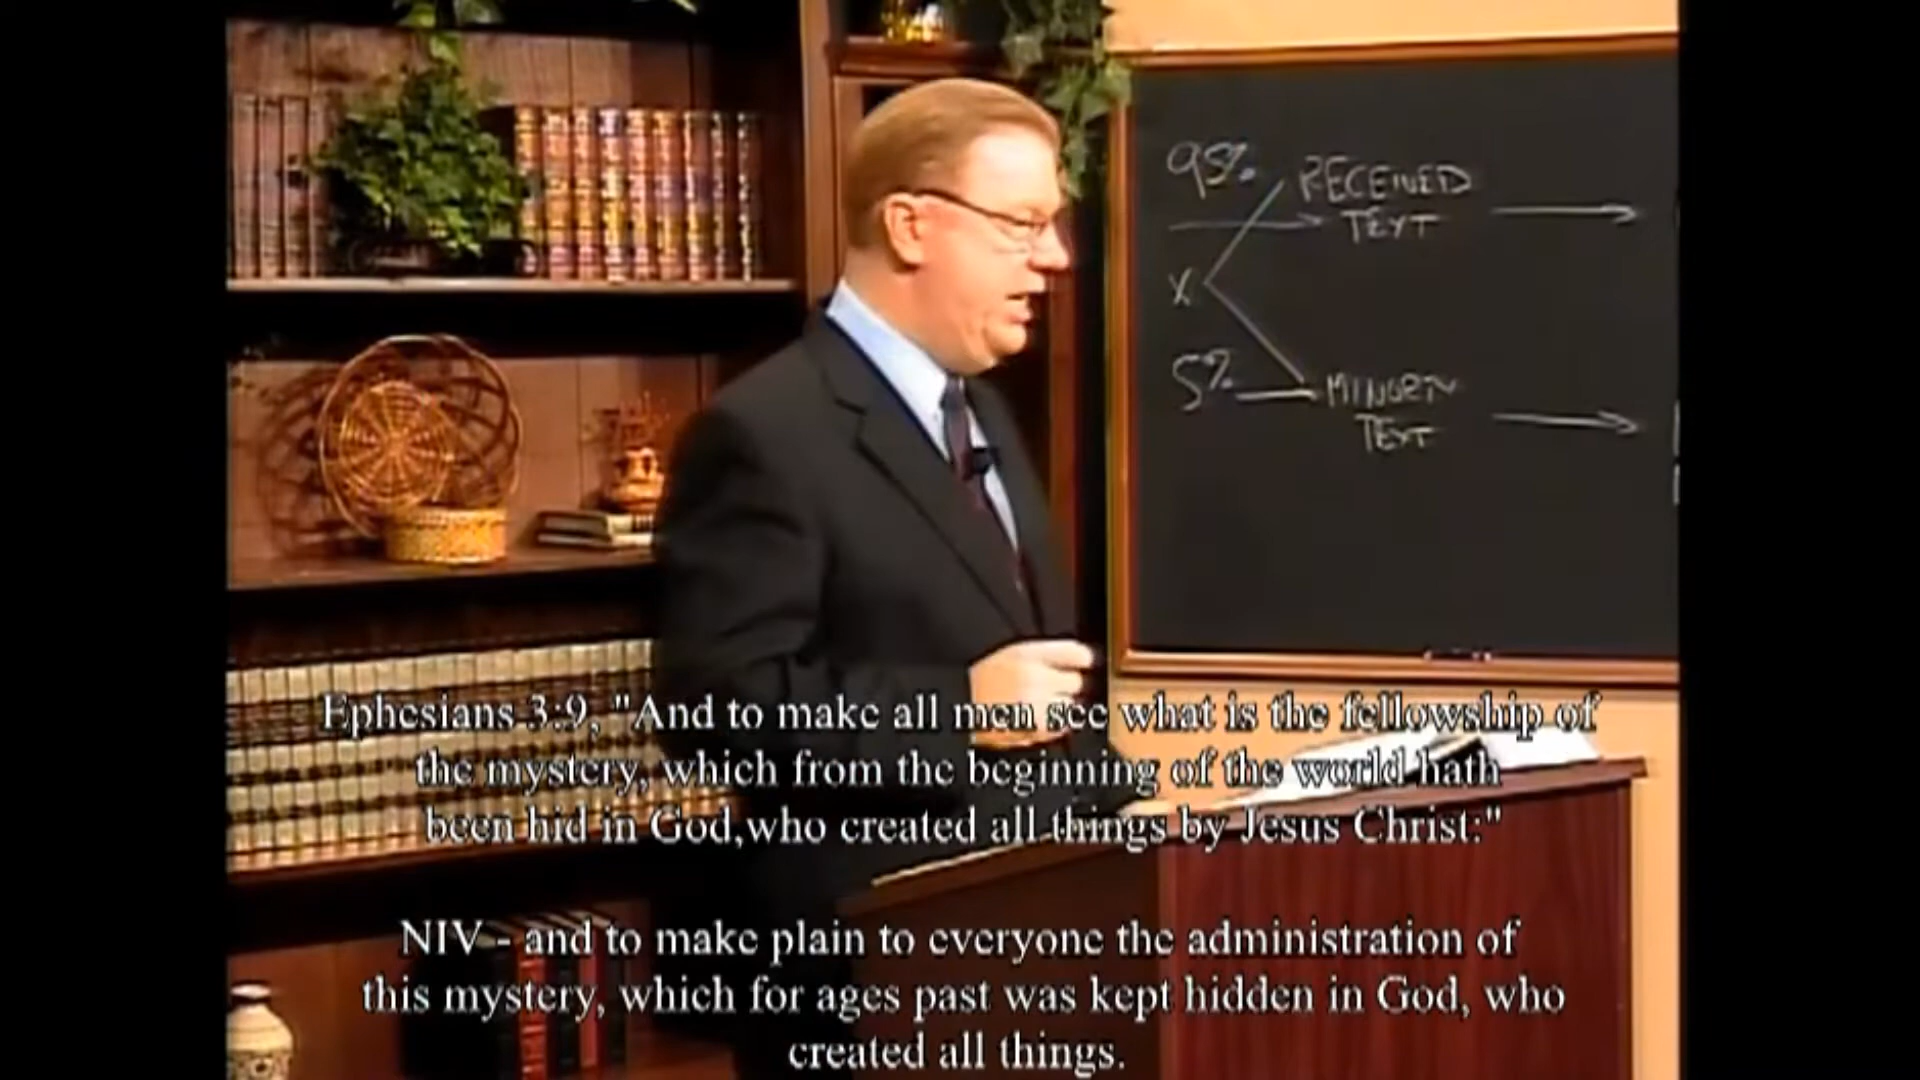 95%
RECEIVED
TEXT
X
5%
MINORITY
TEXT
Ephesians 3:9, "And to make all men see what is the fellowship of
the mystery, which from the beginning of the world hath
been hid in God,who created all things by Jesus Christ:"
NIV - and to make plain to everyone the administration of
this mystery, which for ages past was kept hidden in God, who
created all things.